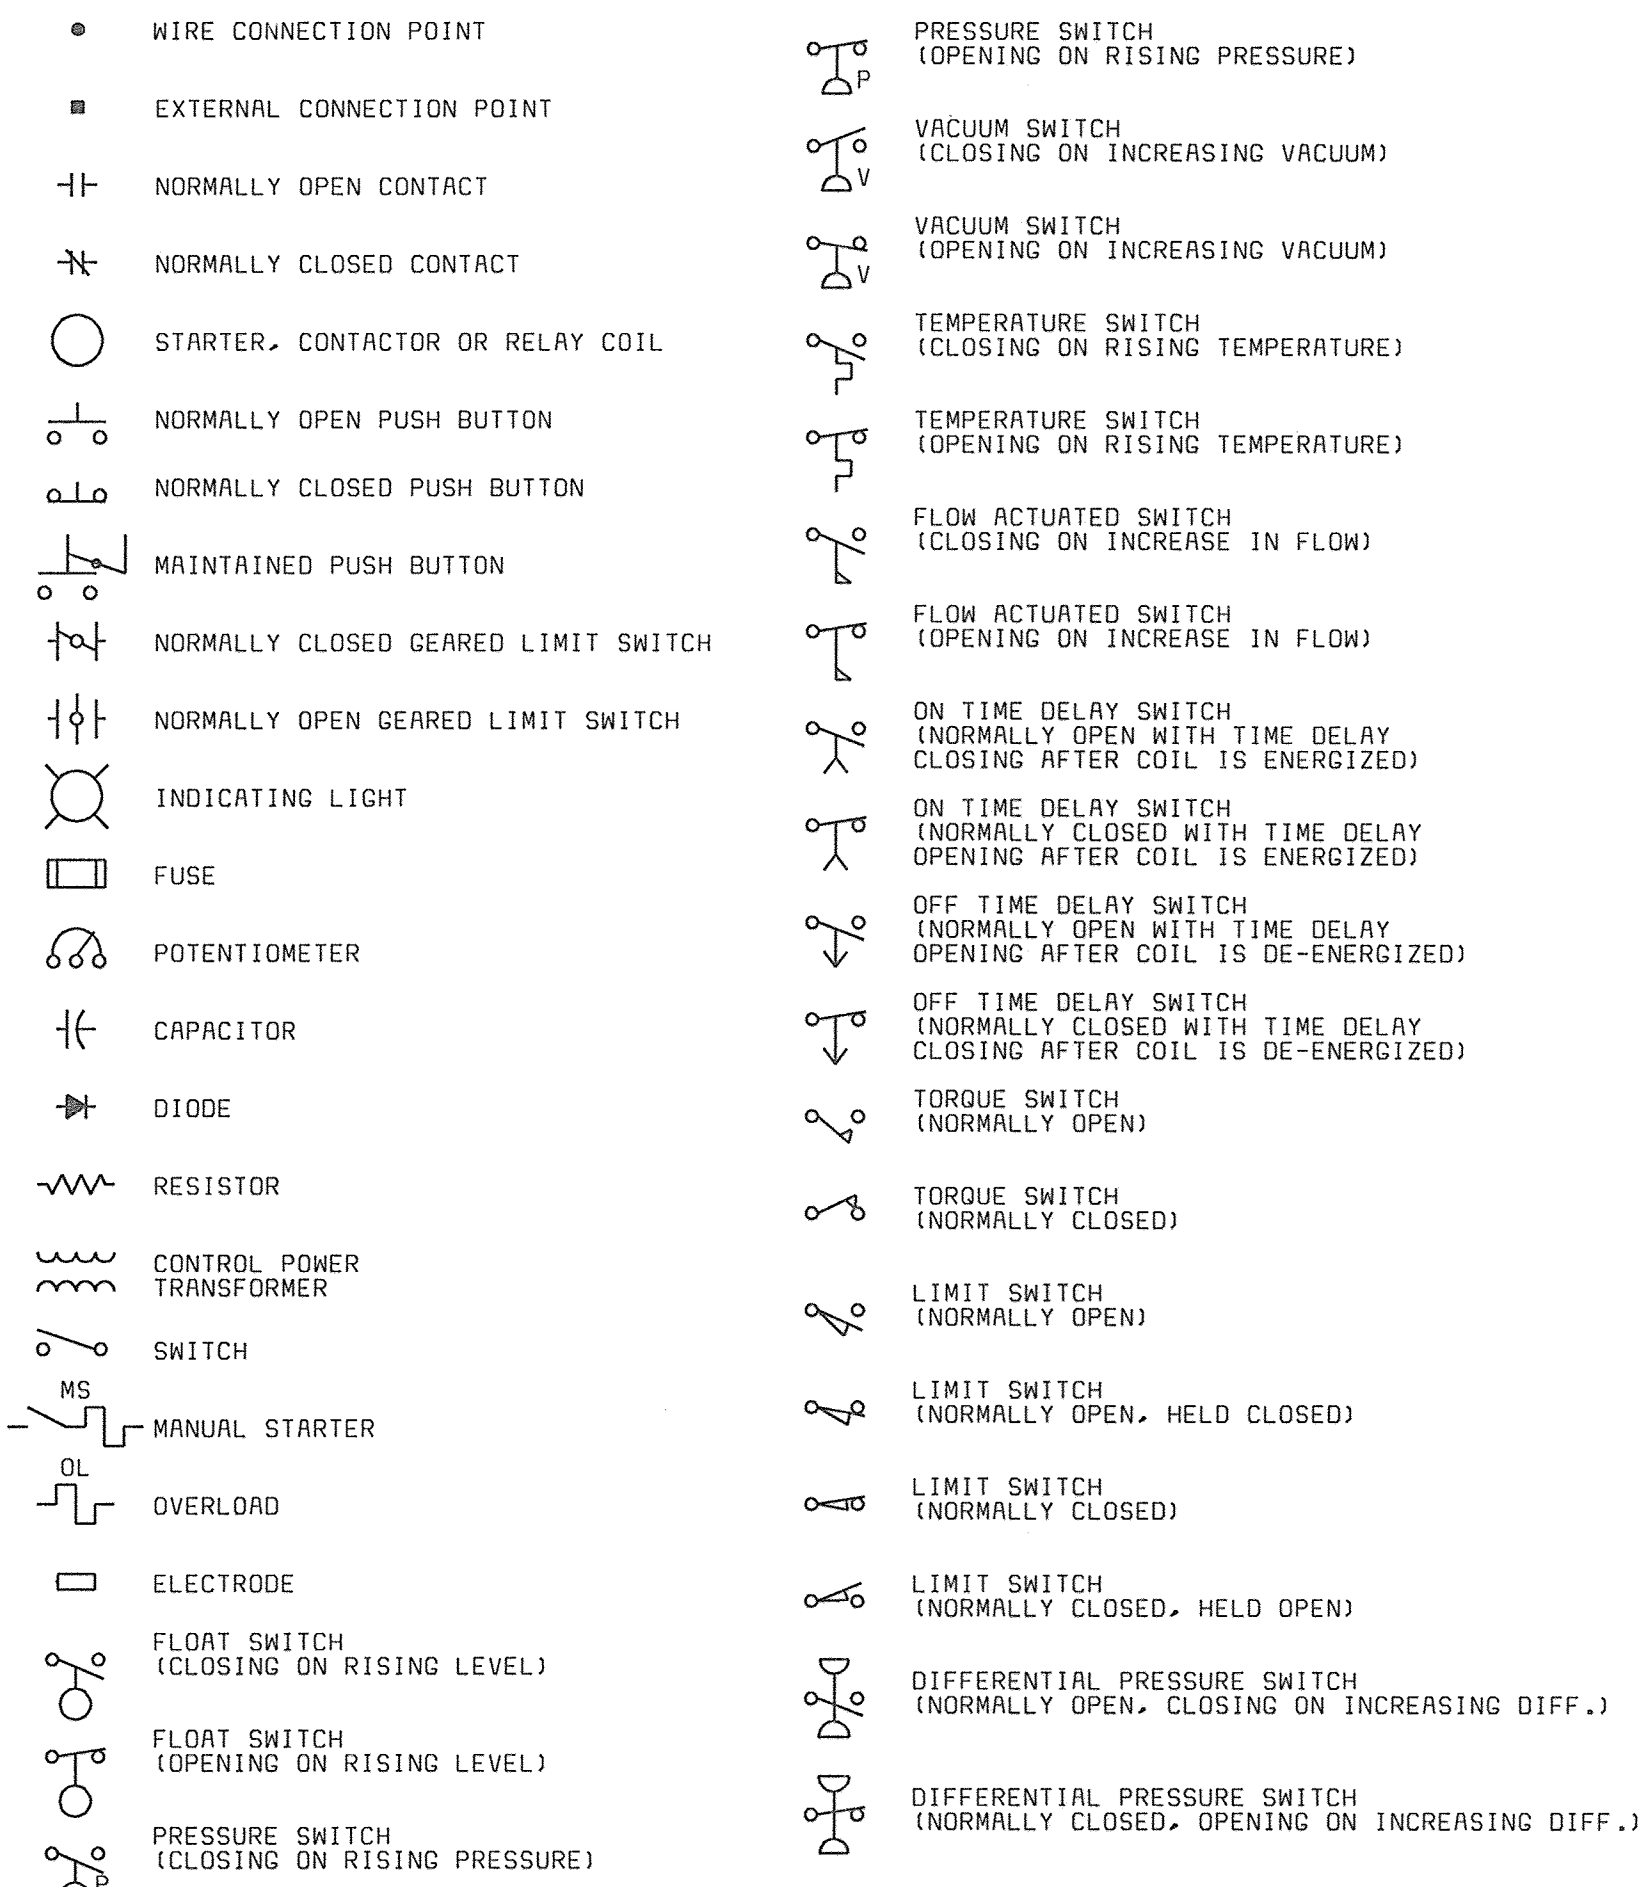 WIRE CONNECTION POINT
EXTERNAL CONNECTION POINT
NORMALLY OPEN CONTACT
NORMALLY CLOSED CONTACT
STARTER, CONTACTOR OR RELAY COIL
NORMALLY OPEN PUSH BUTTON
NORMALLY CLOSED PUSH BUTTON
MAINTAINED PUSH BUTTON
NORMALLY CLOSED GEARED LIMIT SWITCH
NORMALLY OPEN GEARED LIMIT SWITCH
INDICATING LIGHT
FUSE
POTENTIOMETER
CAPACITOR
DIODE
RESISTOR
CONTROL POWER
TRANSFORMER
SWITCH
MS
MANUAL STARTER
OL
OVERLOAD
ELECTRODE
FLOAT SWITCH
(CLOSING ON RISING LEVEL)
FLOAT SWITCH
(OPENING ON RISING LEVEL)
PRESSURE SWITCH
(CLOSING ON RISING PRESSURE)
P
PRESSURE SWITCH
(OPENING ON RISING PRESSURE)
P
VACUUM SWITCH
(CLOSING ON INCREASING VACUUM)
V
VACUUM SWITCH
(OPENING ON INCREASING VACUUM)
V
TEMPERATURE SWITCH
(CLOSING ON RISING TEMPERATURE)
TEMPERATURE SWITCH
(OPENING ON RISING TEMPERATURE)
FLOW ACTUATED SWITCH
(CLOSING ON INCREASE IN FLOW)
FLOW ACTUATED SWITCH
(OPENING ON INCREASE IN FLOW)
ON TIME DELAY SWITCH
(NORMALLY OPEN WITH TIME DELAY
CLOSING AFTER COIL IS ENERGIZED)
ON TIME DELAY SWITCH
(NORMALLY CLOSED WITH TIME DELAY
OPENING AFTER COIL IS ENERGIZED)
OFF TIME DELAY SWITCH
(NORMALLY OPEN WITH TIME DELAY
OPENING AFTER COIL IS DE-ENERGIZED)
OFF TIME DELAY SWITCH
(NORMALLY CLOSED WITH TIME DELAY
CLOSING AFTER COIL IS DE-ENERGIZED)
TORQUE SWITCH
(NORMALLY OPEN)
TORQUE SWITCH
(NORMALLY CLOSED)
LIMIT SWITCH
(NORMALLY OPEN)
LIMIT SWITCH
(NORMALLY OPEN, HELD CLOSED)
LIMIT SWITCH
(NORMALLY CLOSED)
LIMIT SWITCH
(NORMALLY CLOSED, HELD OPEN)
DIFFERENTIAL PRESSURE SWITCH
(NORMALLY OPEN, CLOSING ON INCREASING DIFF.)
DIFFERENTIAL PRESSURE SWITCH
(NORMALLY CLOSED, OPENING ON INCREASING DIFF.)